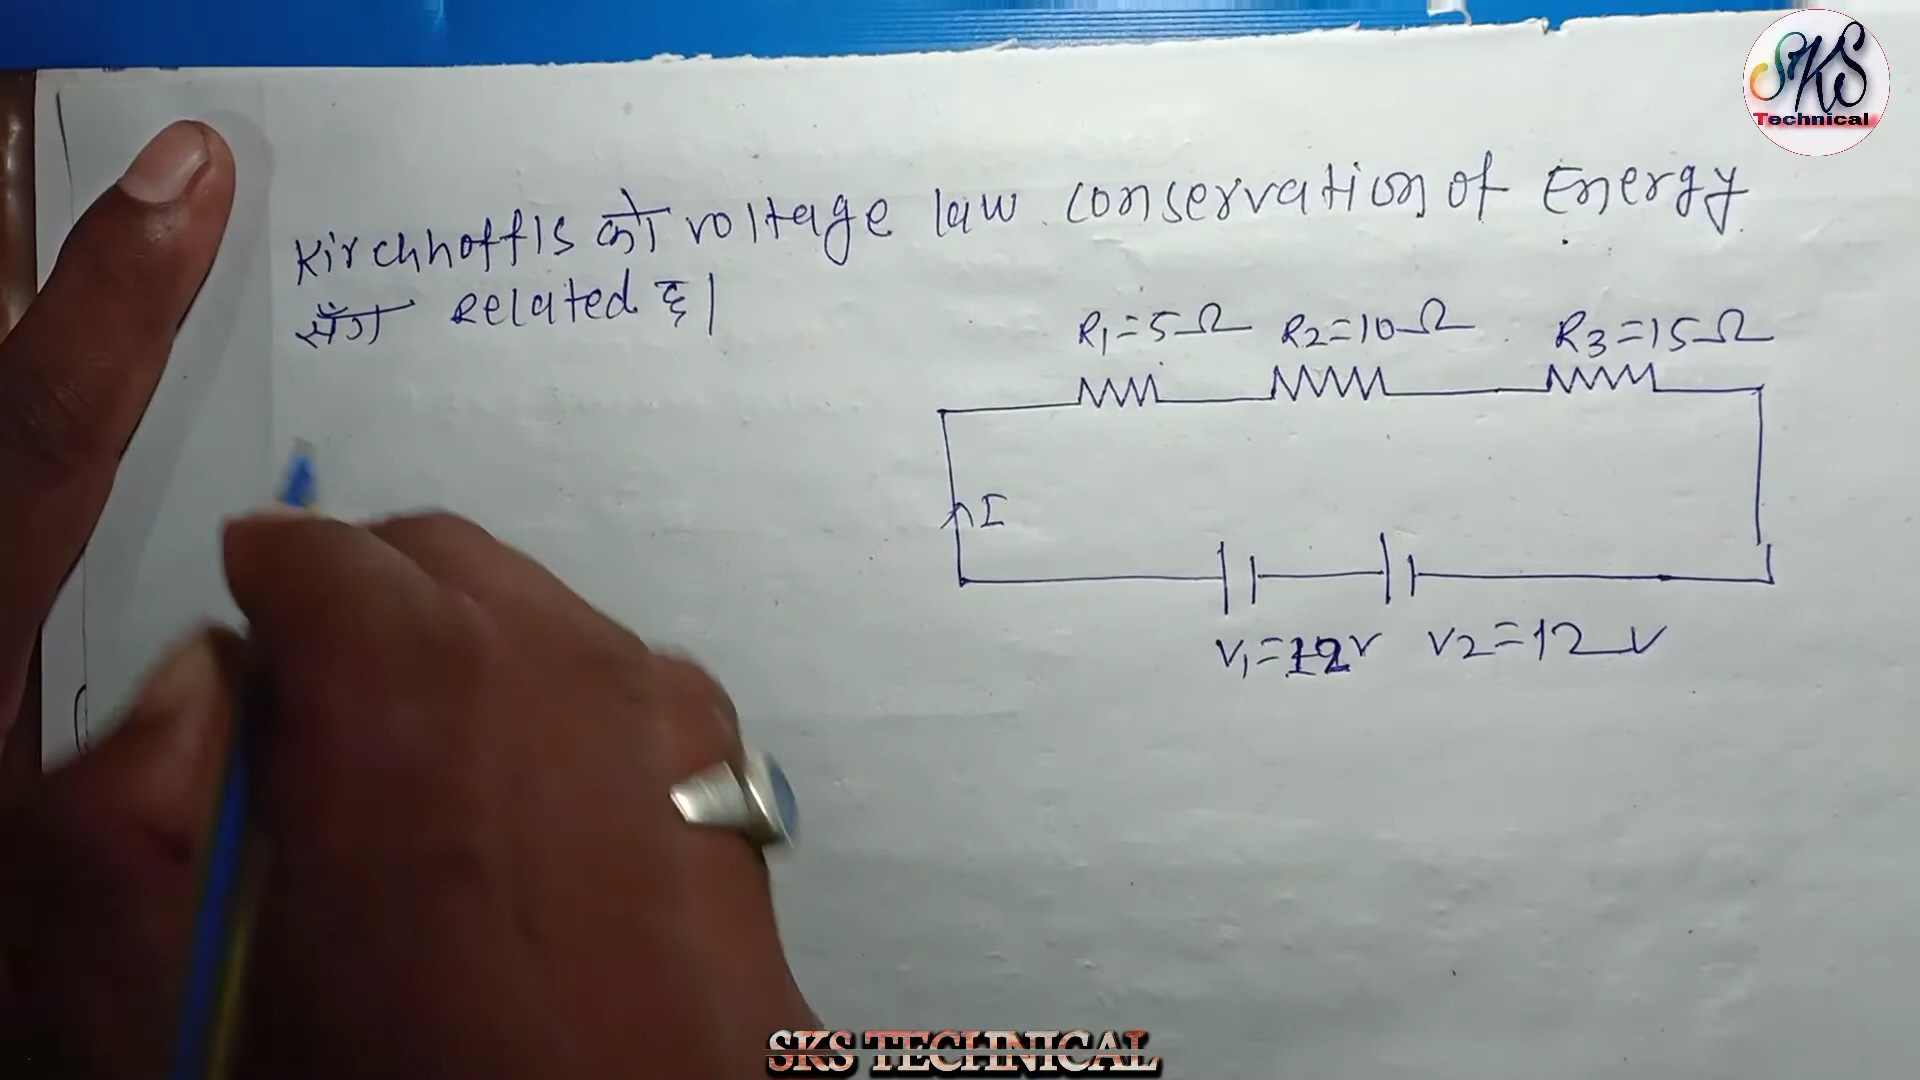 SKS
Technical
Kirchhoff's को voltage law conservation of Energy
सँग related छ।
R1=5Ω R2=10Ω R3=15Ω
I
V1=12V V2=12V
SKS TECHNICAL